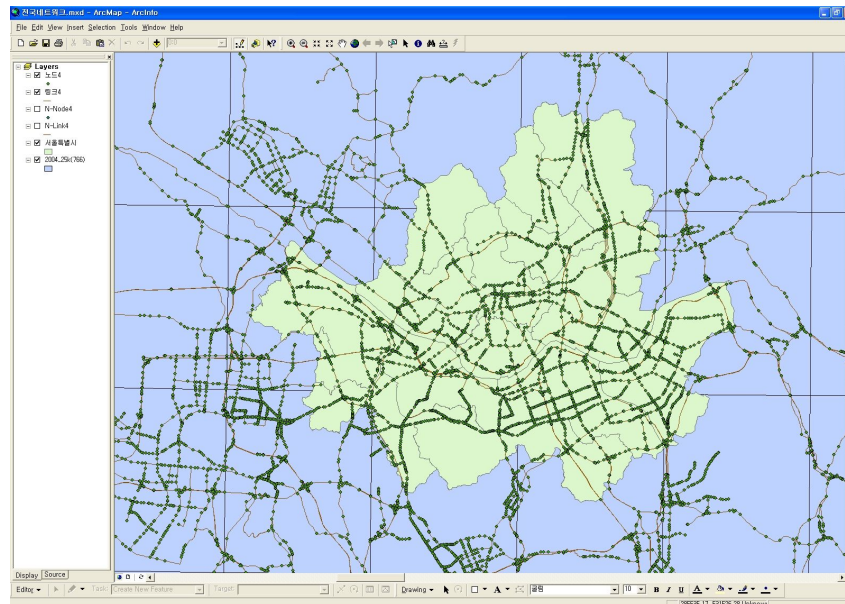 전국네트워크.mxd - ArcMap - ArcInfo
File Edit View Insert Selection Tools Window Help
Layers
노드4
링크4
N-Node4
N-Link4
서울특별시
2004_25k(766)
Display Source
Editor Task: Create New Feature Target: Drawing A 굴림 10 B I U A